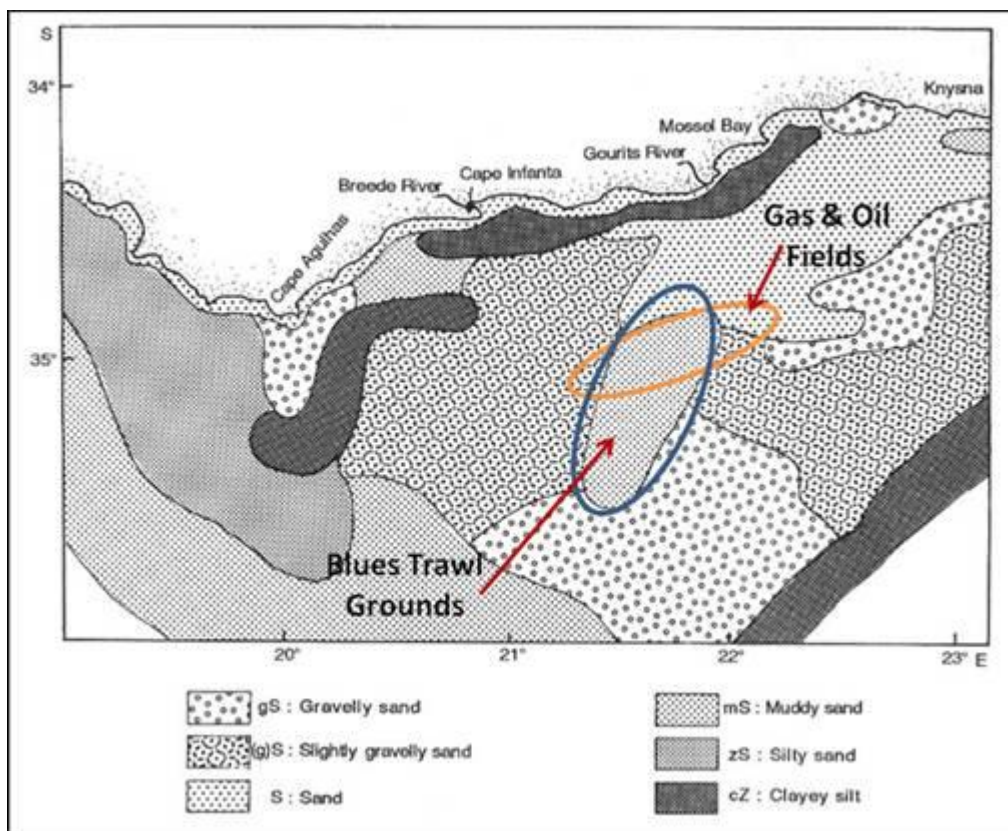 S
34°
Knysna
Mossel Bay
Gourits River
Cape Infanta
Breede River
Gas & Oil
Fields
Cape Agulhas
35°
Blues Trawl
Grounds
20°
21°
22°
23° E
gS : Gravelly sand
(g)S : Slightly gravelly sand
S : Sand
mS : Muddy sand
zS : Silty sand
cZ : Clayey silt